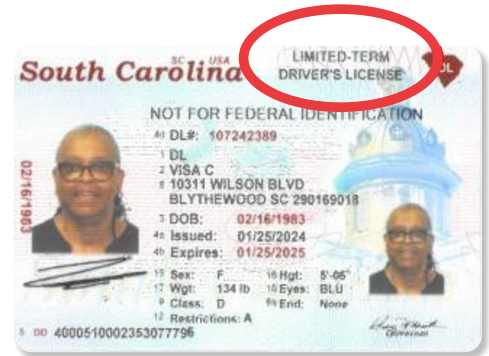 SC USA
South Carolina
LIMITED-TERM
DRIVER'S LICENSE
DL
NOT FOR FEDERAL IDENTIFICATION
4d DL#: 107242389
1 DL
2 VISA C
8 10311 WILSON BLVD
BLYTHEWOOD SC 290169018
3 DOB: 02/16/1983
4a Issued: 01/25/2024
4b Expires: 01/25/2025
15 Sex: F 16 Hgt: 5'-06"
17 Wgt: 134 lb 18 Eyes: BLU
9 Class: D 9a End: None
12 Restrictions: A
5 DD 4000510002353077796
02/16/1983